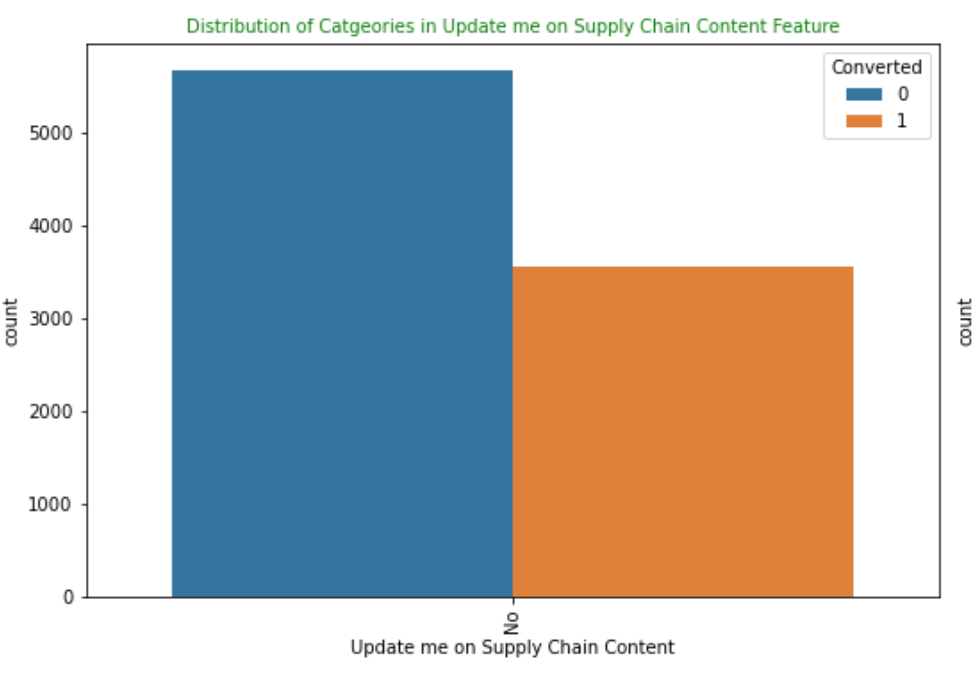 Distribution of Catgeories in Update me on Supply Chain Content Feature
Converted
0
1
5000
4000
3000
2000
1000
0
count
count
No
Update me on Supply Chain Content